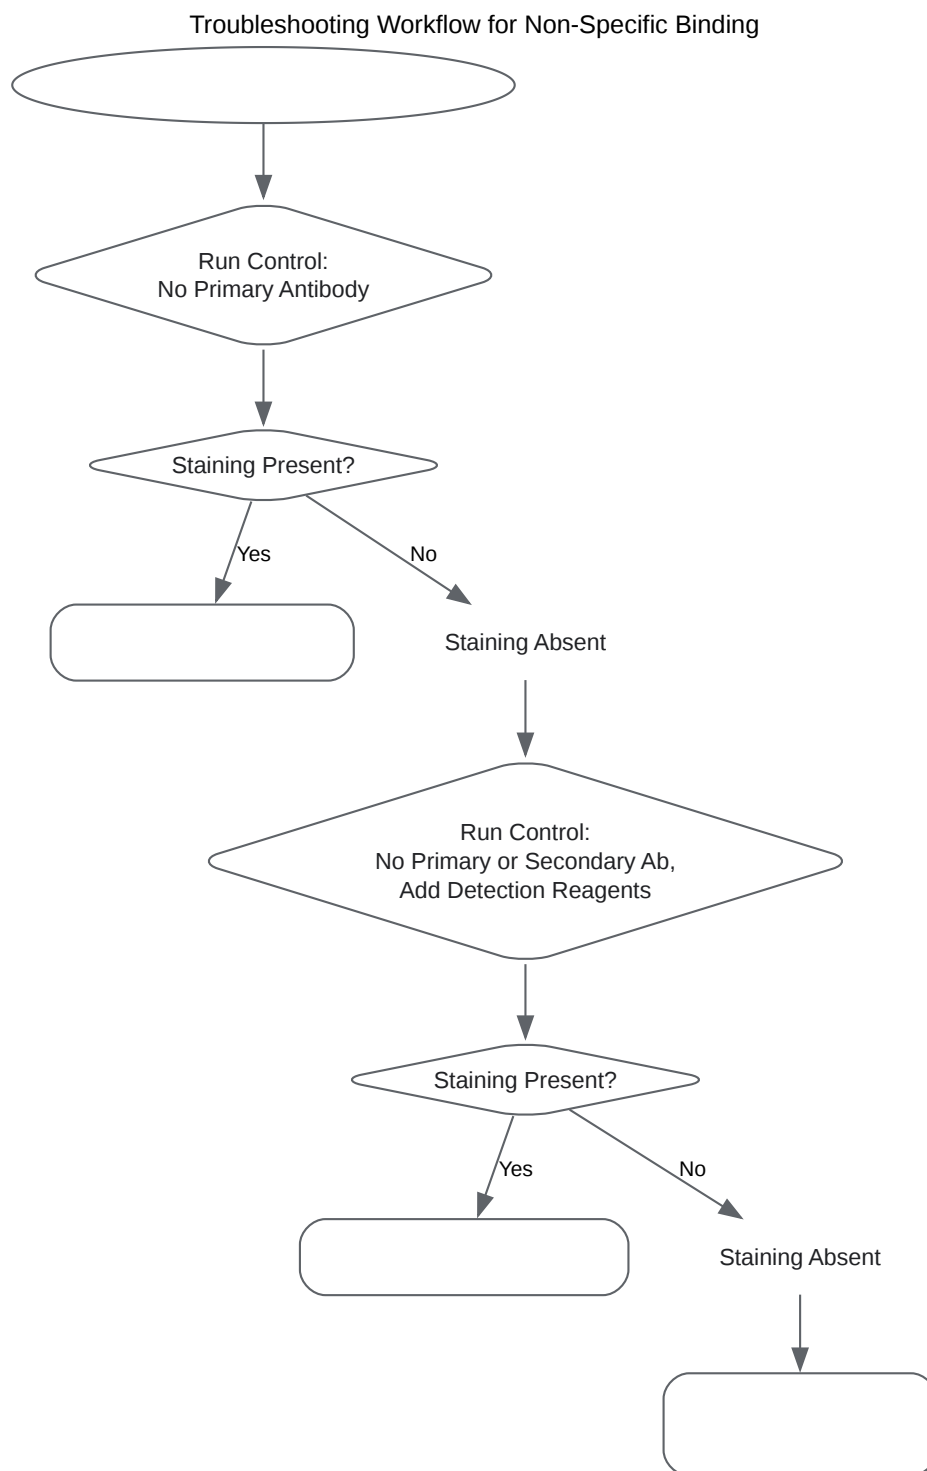 Troubleshooting Workflow for Non-Specific Binding
Run Control:
No Primary Antibody
Staining Present?
Yes
No
Staining Absent
Run Control:
No Primary or Secondary Ab,
Add Detection Reagents
Staining Present?
Yes
No
Staining Absent